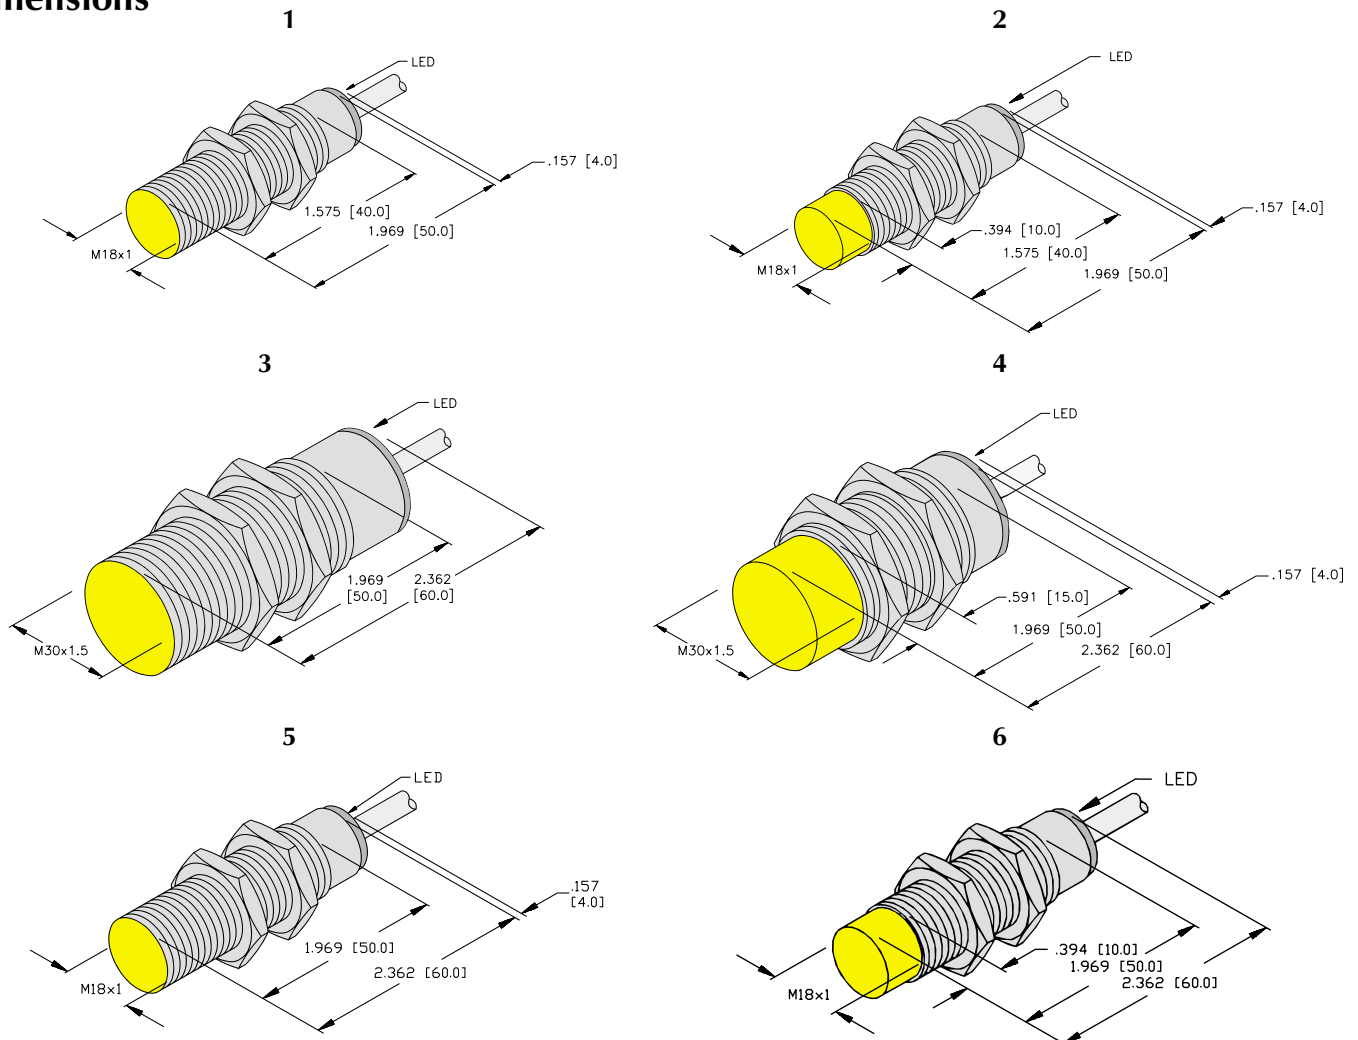 mensions
1
LED
.157 [4.0]
1.575 [40.0]
1.969 [50.0]
M18x1
2
LED
.157 [4.0]
.394 [10.0]
1.575 [40.0]
1.969 [50.0]
M18x1
3
LED
1.969
[50.0]
2.362
[60.0]
M30x1.5
4
LED
.157 [4.0]
.591 [15.0]
1.969 [50.0]
2.362 [60.0]
M30x1.5
5
LED
.157
[4.0]
1.969 [50.0]
2.362 [60.0]
M18x1
6
LED
.394 [10.0]
1.969 [50.0]
2.362 [60.0]
M18x1